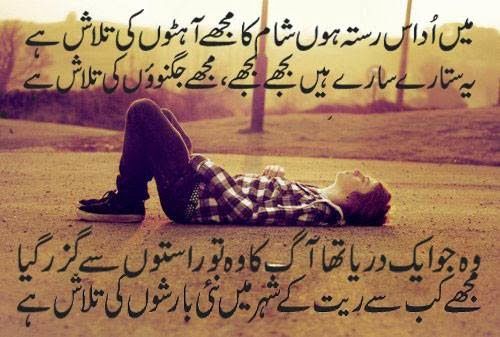 میں اُداس رستہ ہوں شام کا مجھے آہٹوں کی تلاش ہے
یہ ستارے سارے ہیں بجھے بجھے، مجھے جگنوؤں کی تلاش ہے
وہ جو ایک دریا تھا آگ کا وہ تو راستوں سے گزر گیا
مجھے کب سے ریت کے شہر میں نئی بارشوں کی تلاش ہے